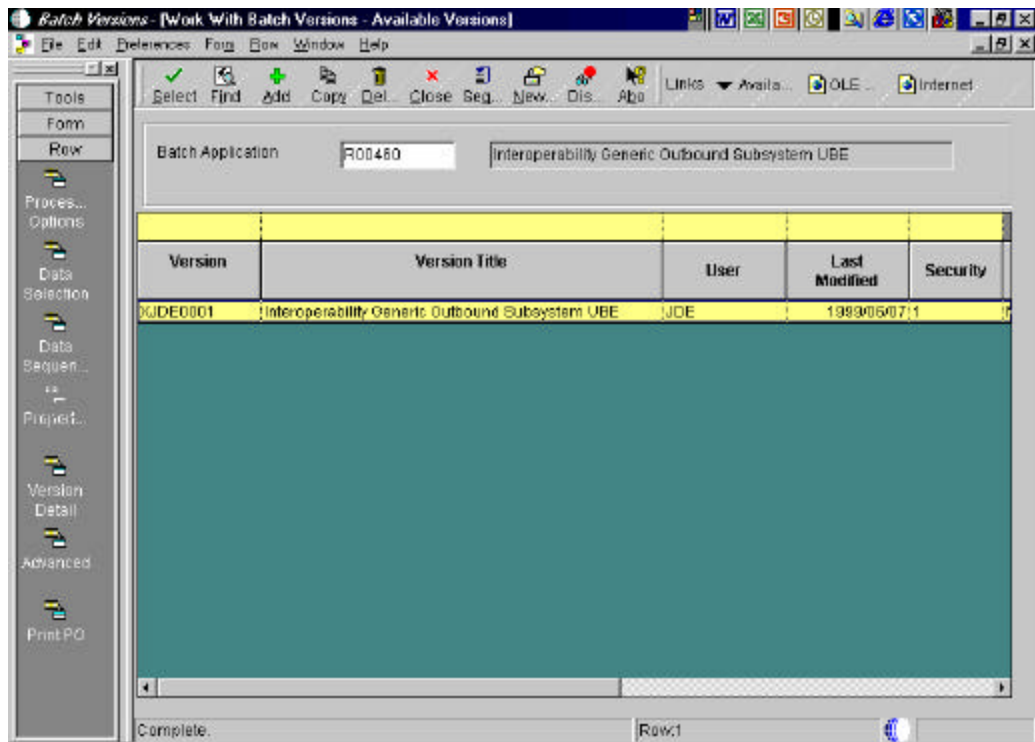 Batch Versions - [Work With Batch Versions - Available Versions]
File Edit Preferences Form Row Window Help
Select Find Add Copy Del... Close Seq... New... Dis... Abo Links Availa... OLE ... Internet
Tools
Form
Row
Proces...
Options
Data
Selection
Data
Sequen...
Propert...
Version
Detail
Advanced
Print PO
Batch Application R00460 Interoperability Generic Outbound Subsystem UBE
Version Version Title User Last Modified Security
XJDE0001 Interoperability Generic Outbound Subsystem UBE JDE 1999/06/07 1
Complete. Row:1